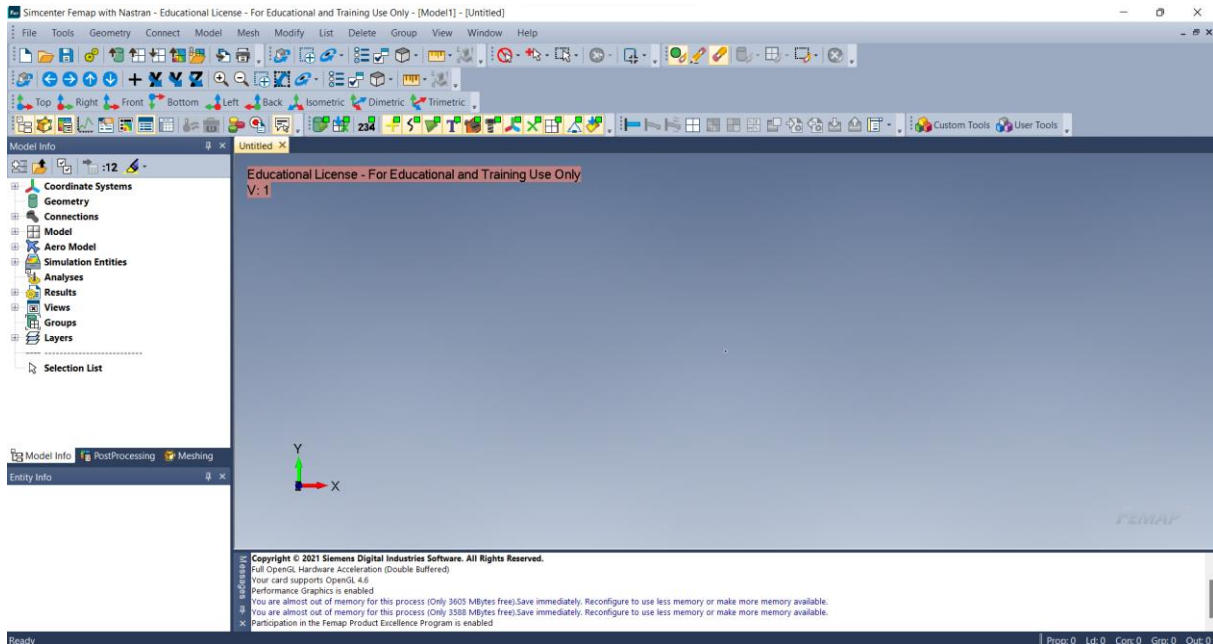 Simcenter Femap with Nastran - Educational License - For Educational and Training Use Only - [Model1] - [Untitled]
File Tools Geometry Connect Model Mesh Modify List Delete Group View Window Help
Top Right Front Bottom Left Back Isometric Dimetric Trimetric
234 Custom Tools User Tools
Model Info
Untitled
:12
Educational License - For Educational and Training Use Only
V: 1
Coordinate Systems
Geometry
Connections
Model
Aero Model
Simulation Entities
Analyses
Results
Views
Groups
Layers
Selection List
Model Info PostProcessing Meshing
Entity Info
Y
X
FEMAP
Messages
Copyright © 2021 Siemens Digital Industries Software. All Rights Reserved.
Full OpenGL Hardware Acceleration (Double Buffered)
Your card supports OpenGL 4.6
Performance Graphics is enabled
You are almost out of memory for this process (Only 3605 MBytes free).Save immediately. Reconfigure to use less memory or make more memory available.
You are almost out of memory for this process (Only 3588 MBytes free).Save immediately. Reconfigure to use less memory or make more memory available.
Participation in the Femap Product Excellence Program is enabled
Ready
Prop: 0 Ld: 0 Con: 0 Grp: 0 Out: 0